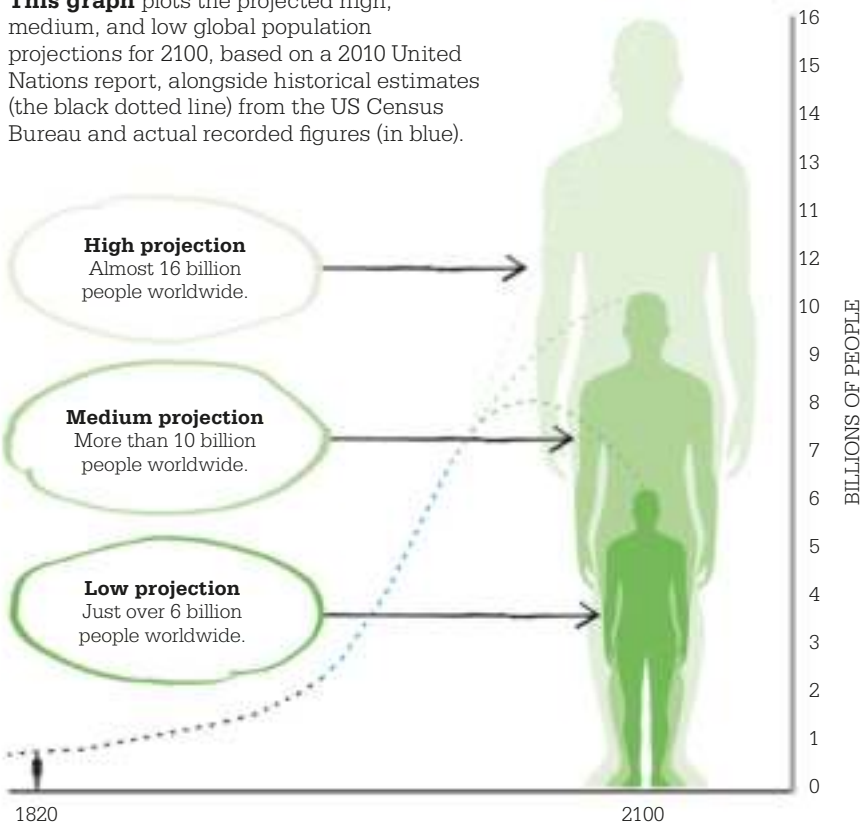 This graph plots the projected high,
medium, and low global population
projections for 2100, based on a 2010 United
Nations report, alongside historical estimates
(the black dotted line) from the US Census
Bureau and actual recorded figures (in blue).
High projection
Almost 16 billion
people worldwide.
Medium projection
More than 10 billion
people worldwide.
Low projection
Just over 6 billion
people worldwide.
16
15
14
13
11
12
10
9
8
7
6
5
4
3
2
1
0
BILLIONS OF PEOPLE
1820
2100